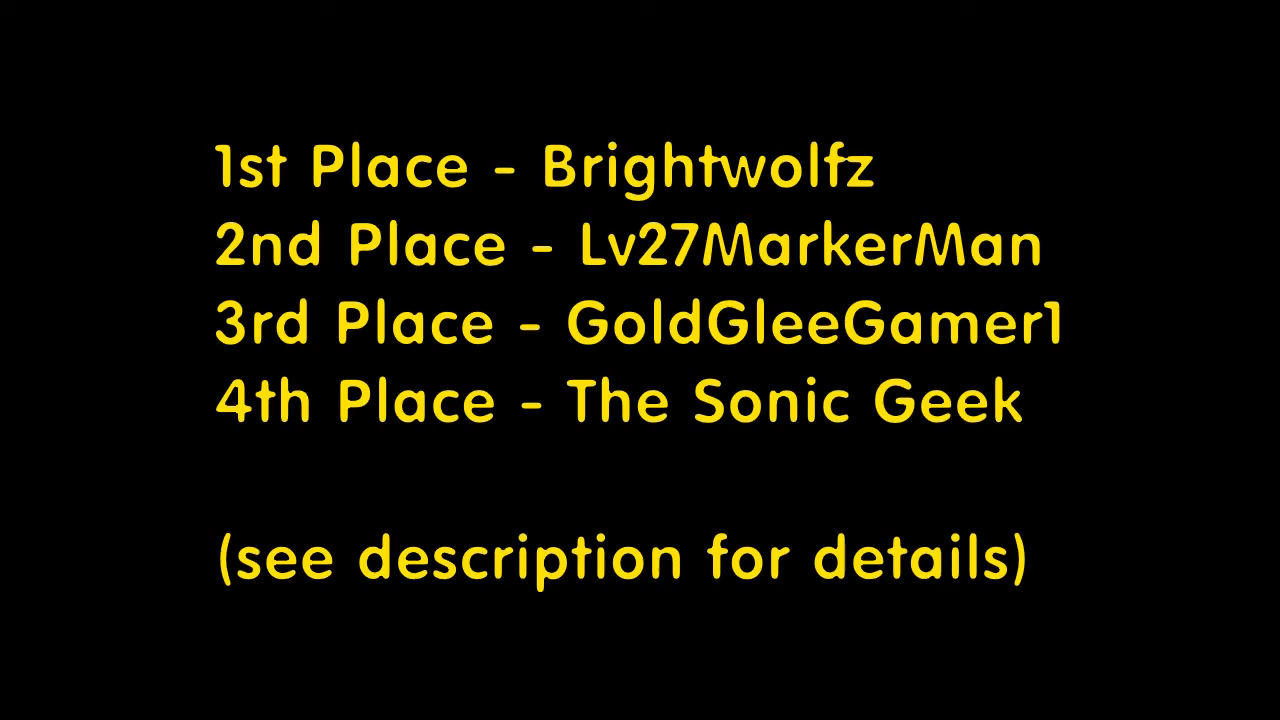 1st Place - Brightwolfz
2nd Place - Lv27MarkerMan
3rd Place - GoldGleeGamer1
4th Place - The Sonic Geek
(see description for details)